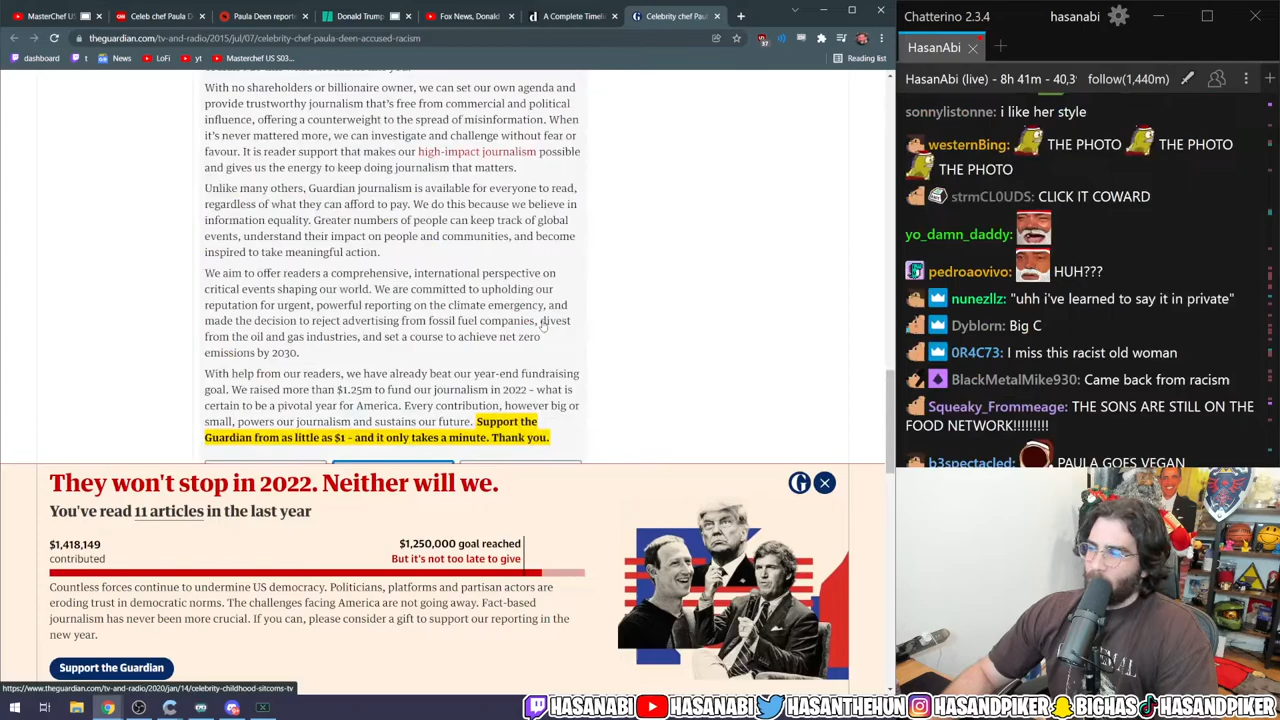 MasterChef US
Celeb chef Paula D
Paula Deen report
Donald Trump
Fox News, Donald
A Complete Timeli
Celebrity chef Pau
theguardian.com/tv-and-radio/2015/jul/07/celebrity-chef-paula-deen-accused-racism
dashboard
t
News
LoFi
yt
Masterchef US S03...
Reading list
With no shareholders or billionaire owner, we can set our own agenda and
provide trustworthy journalism that's free from commercial and political
influence, offering a counterweight to the spread of misinformation. When
it's never mattered more, we can investigate and challenge without fear or
favour. It is reader support that makes our high-impact journalism possible
and gives us the energy to keep doing journalism that matters.
Unlike many others, Guardian journalism is available for everyone to read,
regardless of what they can afford to pay. We do this because we believe in
information equality. Greater numbers of people can keep track of global
events, understand their impact on people and communities, and become
inspired to take meaningful action.
We aim to offer readers a comprehensive, international perspective on
critical events shaping our world. We are committed to upholding our
reputation for urgent, powerful reporting on the climate emergency, and
made the decision to reject advertising from fossil fuel companies, divest
from the oil and gas industries, and set a course to achieve net zero
emissions by 2030.
With help from our readers, we have already beat our year-end fundraising
goal. We raised more than $1.25m to fund our journalism in 2022 – what is
certain to be a pivotal year for America. Every contribution, however big or
small, powers our journalism and sustains our future. Support the
Guardian from as little as $1 – and it only takes a minute. Thank you.
They won't stop in 2022. Neither will we.
You've read 11 articles in the last year
$1,418,149
contributed
$1,250,000 goal reached
But it's not too late to give
Countless forces continue to undermine US democracy. Politicians, platforms and partisan actors are
eroding trust in democratic norms. The challenges facing America are not going away. Fact-based
journalism has never been more crucial. If you can, please consider a gift to support our reporting in the
new year.
Support the Guardian
https://www.theguardian.com/tv-and-radio/2020/jan/14/celebrity-childhood-sitcoms-tv
Chatterino 2.3.4
hasanabi
HasanAbi
HasanAbi (live) - 8h 41m - 40,3
follow(1,440m)
sonnylistonne: i like her style
westernBing: THE PHOTO THE PHOTO
THE PHOTO
strmCL0UDS: CLICK IT COWARD
yo_damn_daddy:
pedroaovivo: HUH???
nunezllz: "uhh i've learned to say it in private"
Dyblorn: Big C
0R4C73: I miss this racist old woman
BlackMetalMike930: Came back from racism
Squeaky_Frommeage: THE SONS ARE STILL ON THE
FOOD NETWORK!!!!!!!!!
b3spectacled: PAULA GOES VEGAN
HASANABI HASANABI HASANTHEHUN HASANDPIKER BIGHAS HASANDPIKER